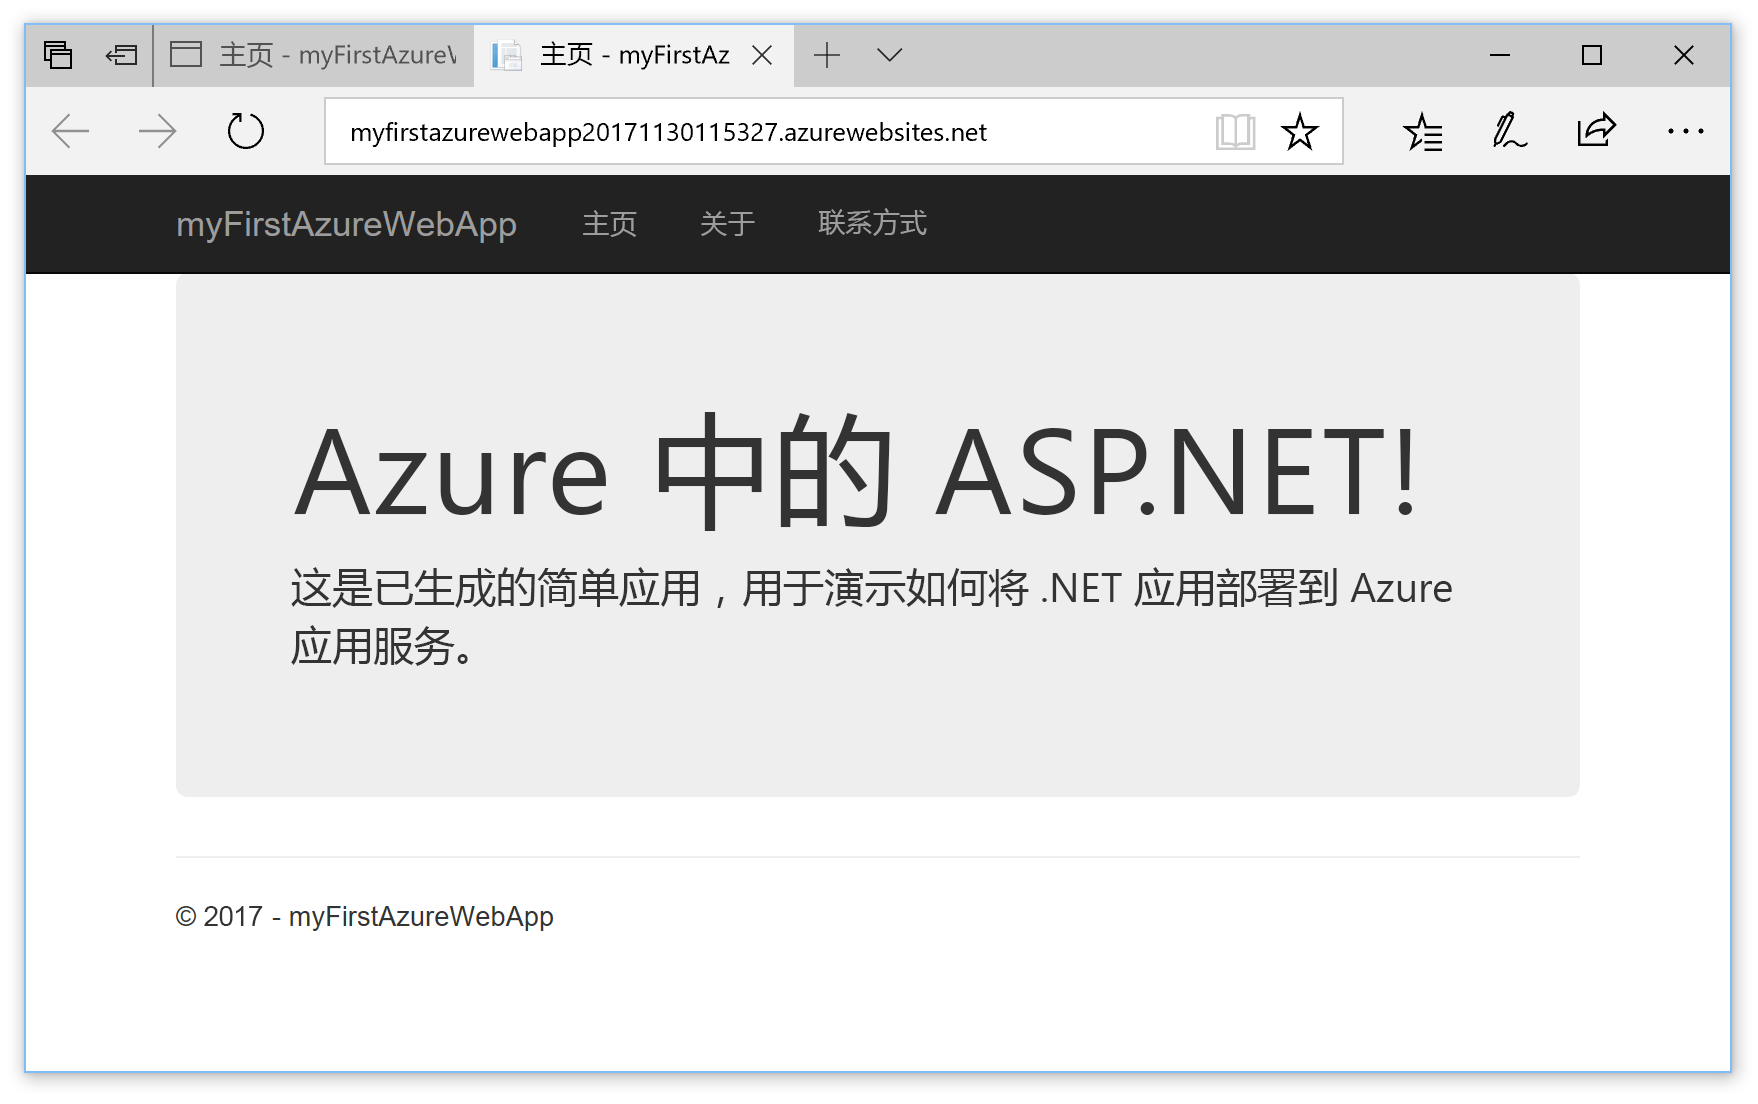 主页 - myFirstAzureW
主页 - myFirstAz
myfirstazurewebapp20171130115327.azurewebsites.net
myFirstAzureWebApp 主页 关于 联系方式
Azure 中的 ASP.NET!
这是已生成的简单应用，用于演示如何将 .NET 应用部署到 Azure
应用服务。
© 2017 - myFirstAzureWebApp